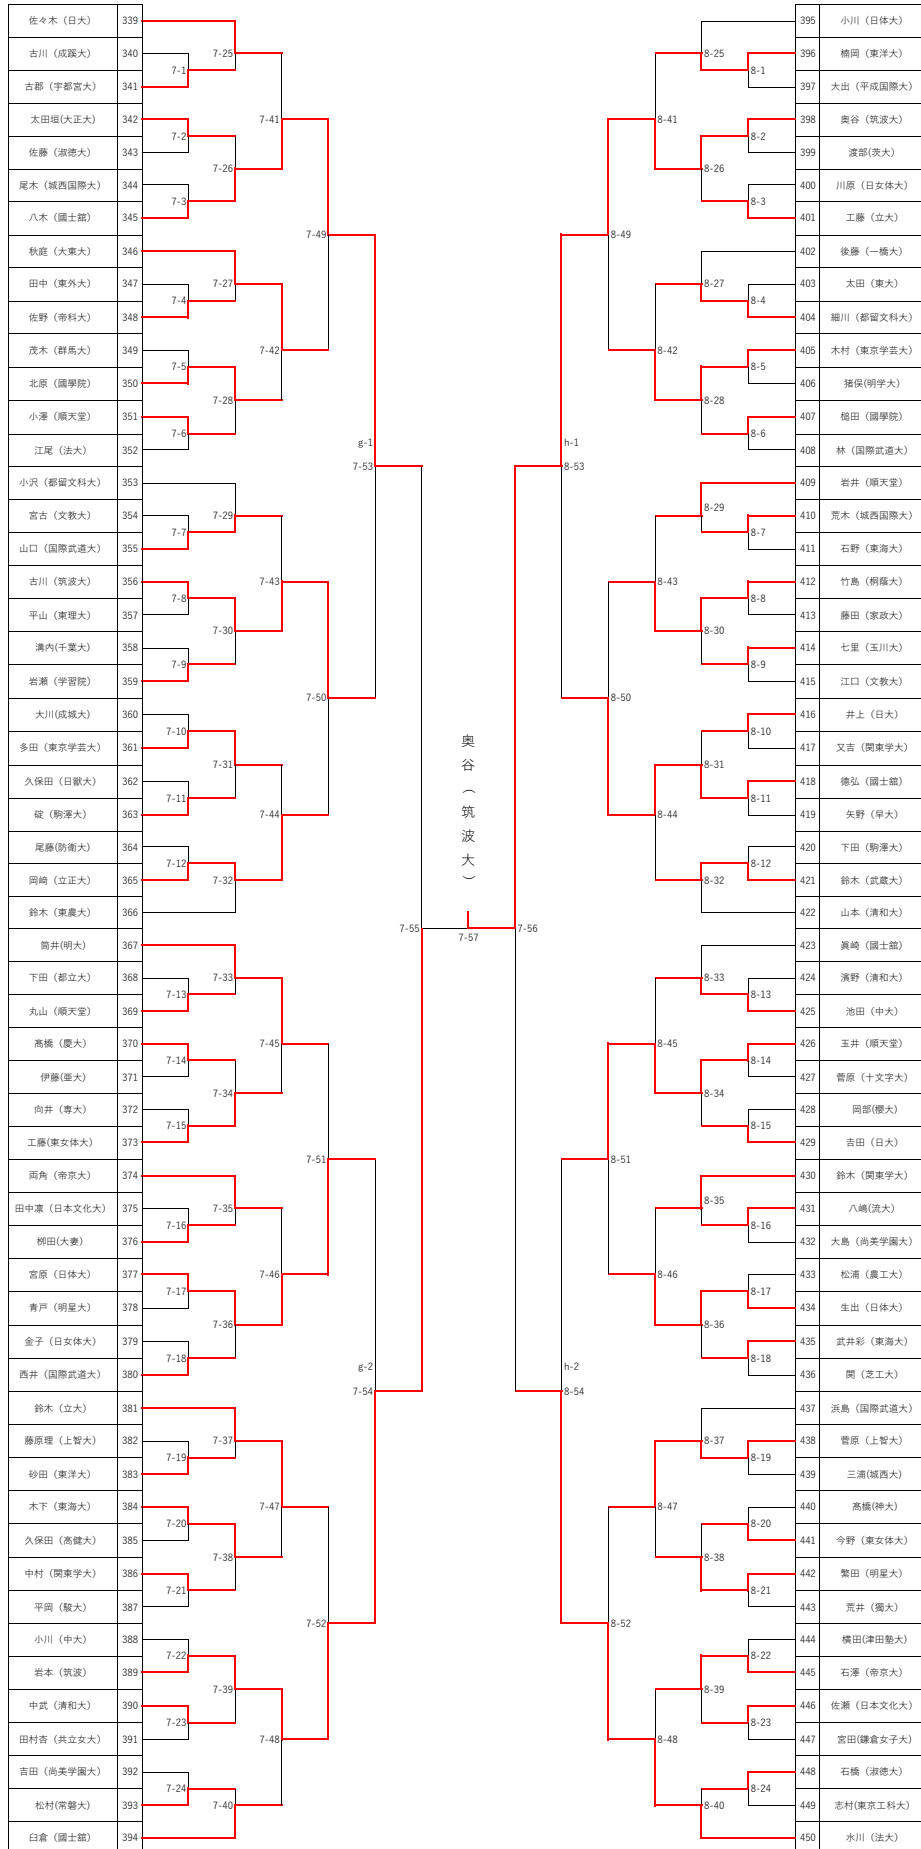 佐々木（日大） 339
古川（成蹊大） 340
古郡（宇都宮大） 341
太田垣(大正大) 342
佐藤（淑徳大） 343
尾木（城西国際大） 344
八木（國士舘） 345
秋庭（大東大） 346
田中（東外大） 347
佐野（帝科大） 348
茂木（群馬大） 349
北原（國學院） 350
小澤（順天堂） 351
江尾（法大） 352
小沢（都留文科大） 353
宮古（文教大） 354
山口（国際武道大） 355
古川（筑波大） 356
平山（東理大） 357
溝内(千葉大) 358
岩瀬（学習院） 359
大川(成城大) 360
多田（東京学芸大） 361
久保田（日獣大） 362
碇（駒澤大） 363
尾藤(防衛大) 364
岡崎（立正大） 365
鈴木（東農大） 366
筒井(明大) 367
下田（都立大） 368
丸山（順天堂） 369
髙橋（慶大） 370
伊藤(亜大) 371
向井（専大） 372
工藤(東女体大) 373
両角（帝京大） 374
田中凛（日本文化大） 375
栁田(大妻) 376
宮原（日体大） 377
青戸（明星大） 378
金子（日女体大） 379
西井（国際武道大） 380
鈴木（立大） 381
藤原理（上智大） 382
砂田（東洋大） 383
木下（東海大） 384
久保田（高健大） 385
中村（関東学大） 386
平岡（駿大） 387
小川（中大） 388
岩本（筑波） 389
中武（清和大） 390
田村杏（共立女大） 391
吉田（尚美学園大） 392
松村(常磐大) 393
臼倉（國士舘） 394
7-1
7-2
7-3
7-4
7-5
7-6
7-7
7-8
7-9
7-10
7-11
7-12
7-13
7-14
7-15
7-16
7-17
7-18
7-19
7-20
7-21
7-22
7-23
7-24
7-25
7-26
7-27
7-28
7-29
7-30
7-31
7-32
7-33
7-34
7-35
7-36
7-37
7-38
7-39
7-40
7-41
7-42
7-43
7-44
7-45
7-46
7-47
7-48
7-49
7-50
7-51
7-52
g-1
7-53
g-2
7-54
7-55
奥谷（筑波大）
7-57
7-56
h-1
8-53
h-2
8-54
8-49
8-50
8-51
8-52
8-41
8-42
8-43
8-44
8-45
8-46
8-47
8-48
8-25
8-26
8-27
8-28
8-29
8-30
8-31
8-32
8-33
8-34
8-35
8-36
8-37
8-38
8-39
8-40
8-1
8-2
8-3
8-4
8-5
8-6
8-7
8-8
8-9
8-10
8-11
8-12
8-13
8-14
8-15
8-16
8-17
8-18
8-19
8-20
8-21
8-22
8-23
8-24
395 小川（日体大）
396 楠岡（東洋大）
397 大出（平成国際大）
398 奥谷（筑波大）
399 渡部(茨大)
400 川原（日女体大）
401 工藤（立大）
402 後藤（一橋大）
403 太田（東大）
404 細川（都留文科大）
405 木村（東京学芸大）
406 猪俣(明学大)
407 槌田（國學院）
408 林（国際武道大）
409 岩井（順天堂）
410 荒木（城西国際大）
411 石野（東海大）
412 竹島（桐蔭大）
413 藤田（家政大）
414 七里（玉川大）
415 江口（文教大）
416 井上（日大）
417 又吉（関東学大）
418 德弘（國士舘）
419 矢野（早大）
420 下田（駒澤大）
421 鈴木（武蔵大）
422 山本（清和大）
423 眞崎（國士舘）
424 濱野（清和大）
425 池田（中大）
426 玉井（順天堂）
427 菅原（十文字大）
428 岡部(櫻大)
429 吉田（日大）
430 鈴木（関東学大）
431 八嶋(流大)
432 大島（尚美学園大）
433 松浦（農工大）
434 生出（日体大）
435 武井彩（東海大）
436 関（芝工大）
437 浜島（国際武道大）
438 菅原（上智大）
439 三浦(城西大)
440 髙橋(神大)
441 今野（東女体大）
442 繁田（明星大）
443 荒井（獨大）
444 横田(津田塾大)
445 石澤（帝京大）
446 佐瀬（日本文化大）
447 宮田(鎌倉女子大)
448 石橋（淑徳大）
449 志村(東京工科大)
450 水川（法大）